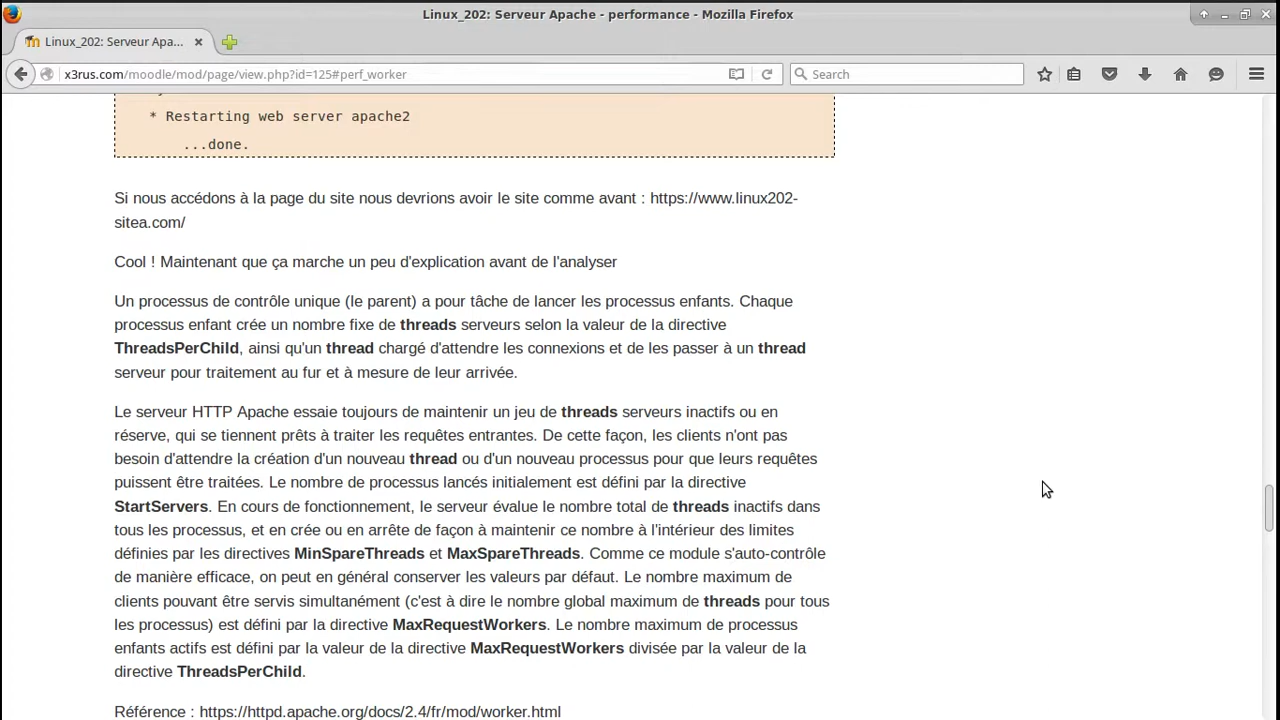 Linux_202: Serveur Apache - performance - Mozilla Firefox
Linux_202: Serveur Apa...
x3rus.com/moodle/mod/page/view.php?id=125#perf_worker
Search
* Restarting web server apache2
...done.
Si nous accédons à la page du site nous devrions avoir le site comme avant : https://www.linux202-
sitea.com/
Cool ! Maintenant que ça marche un peu d'explication avant de l'analyser
Un processus de contrôle unique (le parent) a pour tâche de lancer les processus enfants. Chaque
processus enfant crée un nombre fixe de threads serveurs selon la valeur de la directive
ThreadsPerChild, ainsi qu'un thread chargé d'attendre les connexions et de les passer à un thread
serveur pour traitement au fur et à mesure de leur arrivée.
Le serveur HTTP Apache essaie toujours de maintenir un jeu de threads serveurs inactifs ou en
réserve, qui se tiennent prêts à traiter les requêtes entrantes. De cette façon, les clients n'ont pas
besoin d'attendre la création d'un nouveau thread ou d'un nouveau processus pour que leurs requêtes
puissent être traitées. Le nombre de processus lancés initialement est défini par la directive
StartServers. En cours de fonctionnement, le serveur évalue le nombre total de threads inactifs dans
tous les processus, et en crée ou en arrête de façon à maintenir ce nombre à l'intérieur des limites
définies par les directives MinSpareThreads et MaxSpareThreads. Comme ce module s'auto-contrôle
de manière efficace, on peut en général conserver les valeurs par défaut. Le nombre maximum de
clients pouvant être servis simultanément (c'est à dire le nombre global maximum de threads pour tous
les processus) est défini par la directive MaxRequestWorkers. Le nombre maximum de processus
enfants actifs est défini par la valeur de la directive MaxRequestWorkers divisée par la valeur de la
directive ThreadsPerChild.
Référence : https://httpd.apache.org/docs/2.4/fr/mod/worker.html